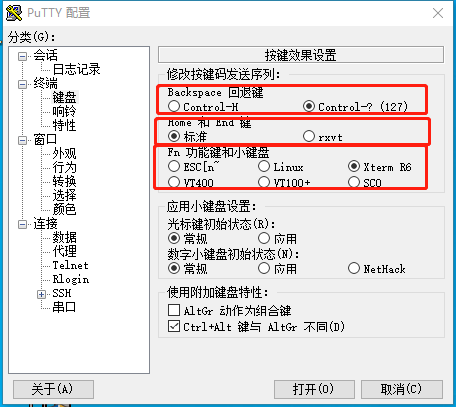 PuTTY 配置
分类(G):
会话
日志记录
终端
键盘
响铃
特性
窗口
外观
行为
转换
选择
颜色
连接
数据
代理
Telnet
Rlogin
SSH
串口
按键效果设置
修改按键码发送序列:
Backspace 回退键
Control-H Control-? (127)
Home 和 End 键
标准 rxvt
Fn 功能键和小键盘
ESC[n~ Linux Xterm R6
VT400 VT100+ SCO
应用小键盘设置:
光标键初始状态(R):
常规 应用
数字小键盘初始状态(N):
常规 应用 NetHack
使用附加键盘特性:
AltGr 动作为组合键
Ctrl+Alt 键与 AltGr 不同(D)
关于(A) 打开(O) 取消(C)